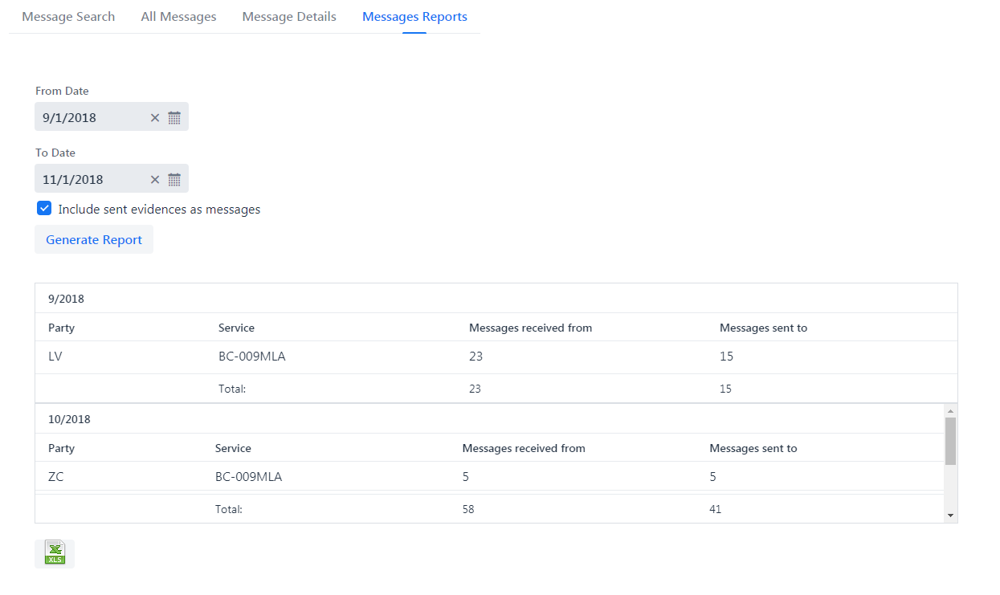 Message Search All Messages Message Details Messages Reports
From Date
9/1/2018
To Date
11/1/2018
Include sent evidences as messages
Generate Report
9/2018
Party Service Messages received from Messages sent to
LV BC-009MLA 23 15
Total: 23 15
10/2018
Party Service Messages received from Messages sent to
ZC BC-009MLA 5 5
Total: 58 41
XLS